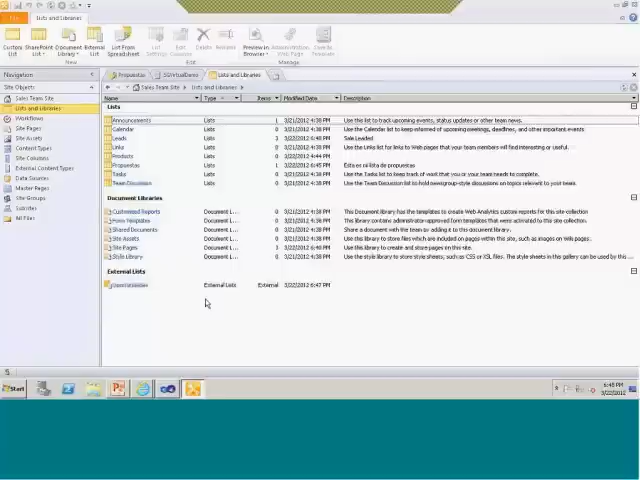 File
Lists and Libraries
Custom List
SharePoint List
Document Library
External List
List From Spreadsheet
List Settings
Edit Columns
Delete
Rename
Preview in Browser
Administration Web Page
New
Manage
Navigation
Propuestas
Lists and Libraries
Site Objects
Sales Team Site
Lists and Libraries
Sales Team Site
Lists and Libraries
Workflows
Site Pages
Site Assets
Content Types
Site Columns
External Content Types
Data Sources
Master Pages
Site Groups
Subsites
All Files
Name Type Items Modified Date Description
Lists
Announcements Lists 1 3/21/2012 4:38 PM Use this list to track upcoming events, status updates or other team news.
Calendar Lists 0 3/21/2012 4:38 PM Use the Calendar list to keep informed of upcoming meetings, deadlines, and other important events
Leads Lists 3 Sale Leaded
Links Lists 3/21/2012 4:38 PM Use the Links list for links to Web pages that your team members will find interesting or useful.
Products Lists 0 3/22/2012 4:44 PM
Propuestas Lists 1 3/22/2012 6:45 PM Esta es la lista de propuestas
Tasks Lists 0 3/21/2012 4:38 PM Use the Tasks list to keep track of work that you or your team needs to complete.
Team Discussion Lists 0 3/21/2012 4:38 PM Use the Team Discussion list to hold newsgroup-style discussions on topics relevant to your team.
Document Libraries
Customized Reports Document L... 0 3/21/2012 4:38 PM This Document library has the templates to create Web Analytics custom reports for this site collection
Form Templates Document L... 0 3/21/2012 4:38 PM This library contains administrator-approved form templates that were activated to this site collection.
Shared Documents Document L... 0 3/21/2012 4:38 PM Share a document with the team by adding it to this document library.
Site Assets Document L... 0 3/21/2012 4:38 PM Use this library to store files which are included on pages within this site, such as images on Wiki pages.
Site Pages Document L... 3 Use this library to create and store pages on this site.
Style Library Document L... 0 3/21/2012 4:38 PM Use the style library to store style sheets, such as CSS or XSL files. The style sheets in the gallery can be used by this ...
External Lists
External Lists External 3/22/2012 6:47 PM
Start
6:48 PM
3/22/2012